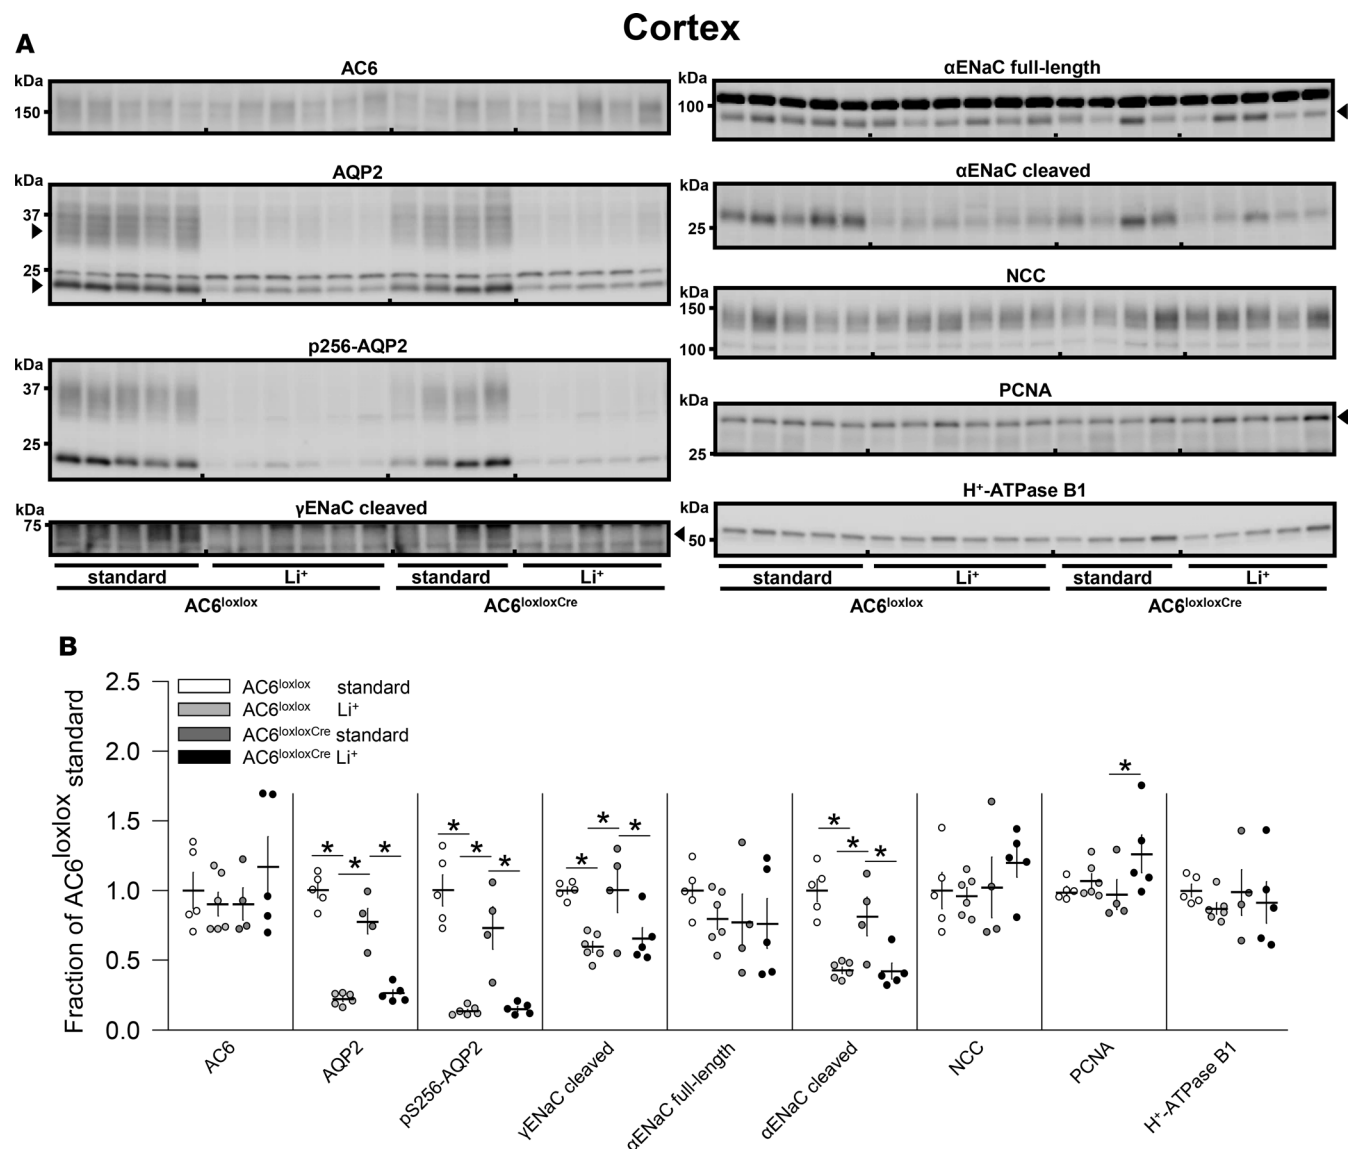 Cortex
A
AC6
kDa
150
AQP2
kDa
37
25
p256-AQP2
kDa
37
25
γENaC cleaved
kDa
75
standard Li⁺ standard Li⁺
AC6loxlox AC6loxloxCre
αENaC full-length
kDa
100
αENaC cleaved
kDa
25
NCC
kDa
150
100
PCNA
kDa
25
H⁺-ATPase B1
kDa
50
standard Li⁺ standard Li⁺
AC6loxlox AC6loxloxCre
B
Fraction of AC6loxlox standard
2.5
2.0
1.5
1.0
0.5
0.0
AC6loxlox standard
AC6loxlox Li⁺
AC6loxloxCre standard
AC6loxloxCre Li⁺
* * *
* * *
* * *
* * *
*
AC6
AQP2
pS256-AQP2
γENaC cleaved
αENaC full-length
αENaC cleaved
NCC
PCNA
H⁺-ATPase B1